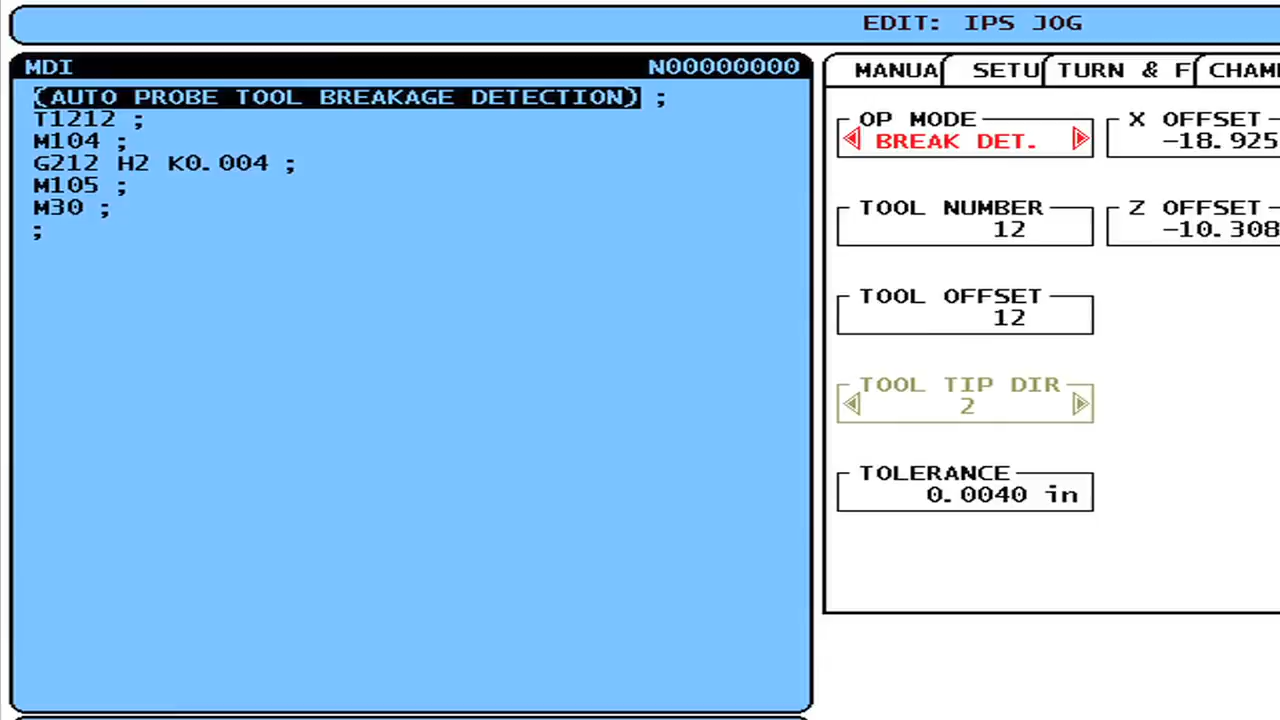 EDIT: IPS JOG
MDI N00000000
(AUTO PROBE TOOL BREAKAGE DETECTION) ;
T1212 ;
M104 ;
G212 H2 K0.004 ;
M105 ;
M30 ;
;
MANUA SETU TURN & F CHAM
OP MODE
BREAK DET.
X OFFSET
-18.925
TOOL NUMBER
12
Z OFFSET
-10.308
TOOL OFFSET
12
TOOL TIP DIR
2
TOLERANCE
0.0040 in